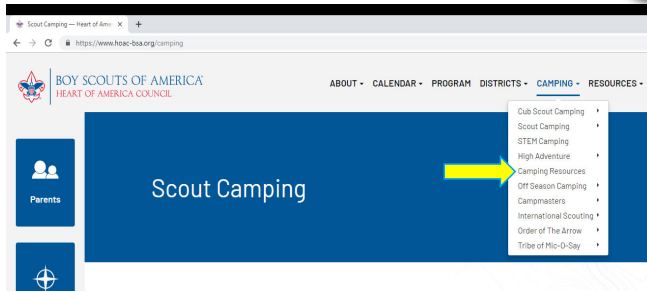 Scout Camping — Heart of Amer
https://www.hoac-bsa.org/camping
BOY SCOUTS OF AMERICA
HEART OF AMERICA COUNCIL
ABOUT CALENDAR PROGRAM DISTRICTS CAMPING RESOURCES
Cub Scout Camping
Scout Camping
STEM Camping
High Adventure
Camping Resources
Off Season Camping
Campmasters
International Scouting
Order of The Arrow
Tribe of Mic-O-Say
Parents
Scout Camping